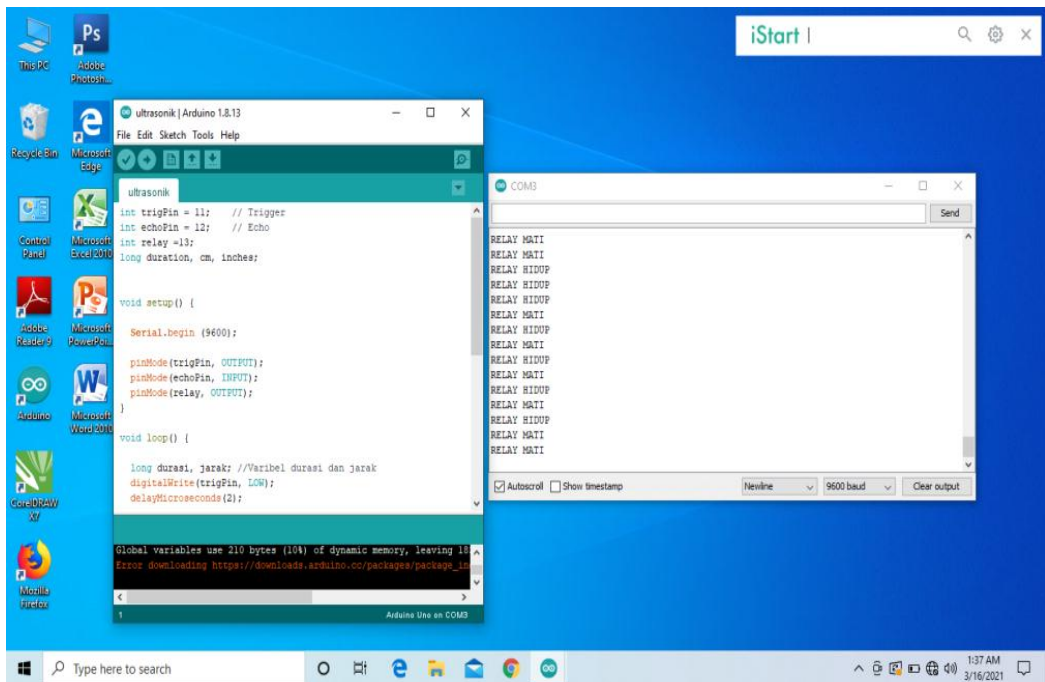 This PC
Adobe
Photosh...
Recycle Bin
Microsoft
Edge
Control
Panel
Microsoft
Excel 2010
Adobe
Reader 9
Microsoft
PowerPoi...
Arduino
Microsoft
Word 2010
CorelDRAW
X7
Mozilla
Firefox
Ps
iStart |
ultrasonik | Arduino 1.8.13
File Edit Sketch Tools Help
ultrasonik
int trigPin = 11;    // Trigger
int echoPin = 12;    // Echo
int relay =13;
long duration, cm, inches;
void setup() {
Serial.begin (9600);
pinMode(trigPin, OUTPUT);
pinMode(echoPin, INPUT);
pinMode(relay, OUTPUT);
}
void loop() {
long durasi, jarak; //Varibel durasi dan jarak
digitalWrite(trigPin, LOW);
delayMicroseconds(2);
Global variables use 210 bytes (10%) of dynamic memory, leaving 18
Error downloading https://downloads.arduino.cc/packages/package_in
1
Arduino Uno on COM3
COM3
Send
RELAY MATI
RELAY MATI
RELAY HIDUP
RELAY HIDUP
RELAY HIDUP
RELAY MATI
RELAY HIDUP
RELAY MATI
RELAY HIDUP
RELAY MATI
RELAY HIDUP
RELAY MATI
RELAY HIDUP
RELAY MATI
RELAY MATI
Autoscroll Show timestamp
Newline
9600 baud
Clear output
Type here to search
1:37 AM
3/16/2021